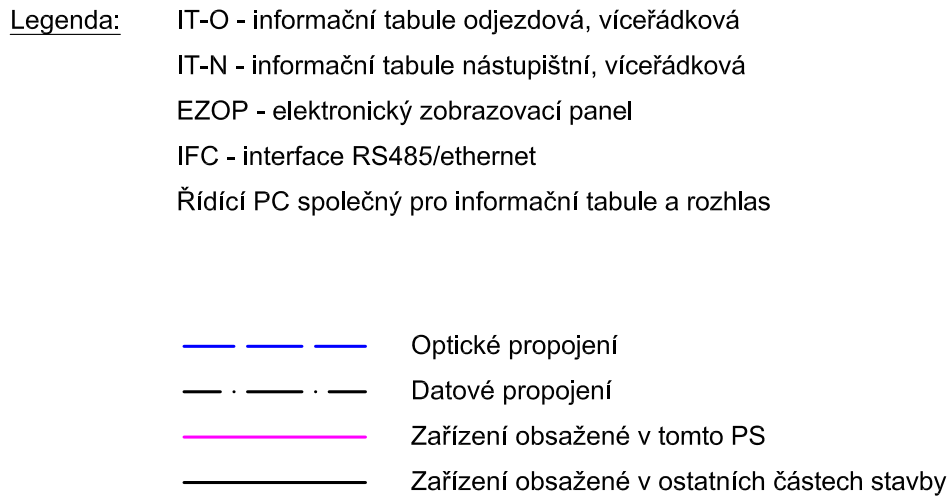 Legenda: IT-O - informační tabule odjezdová, víceřádková
IT-N - informační tabule nástupištní, víceřádková
EZOP - elektronický zobrazovací panel
IFC - interface RS485/ethernet
Řídící PC společný pro informační tabule a rozhlas
Optické propojení
Datové propojení
Zařízení obsažené v tomto PS
Zařízení obsažené v ostatních částech stavby